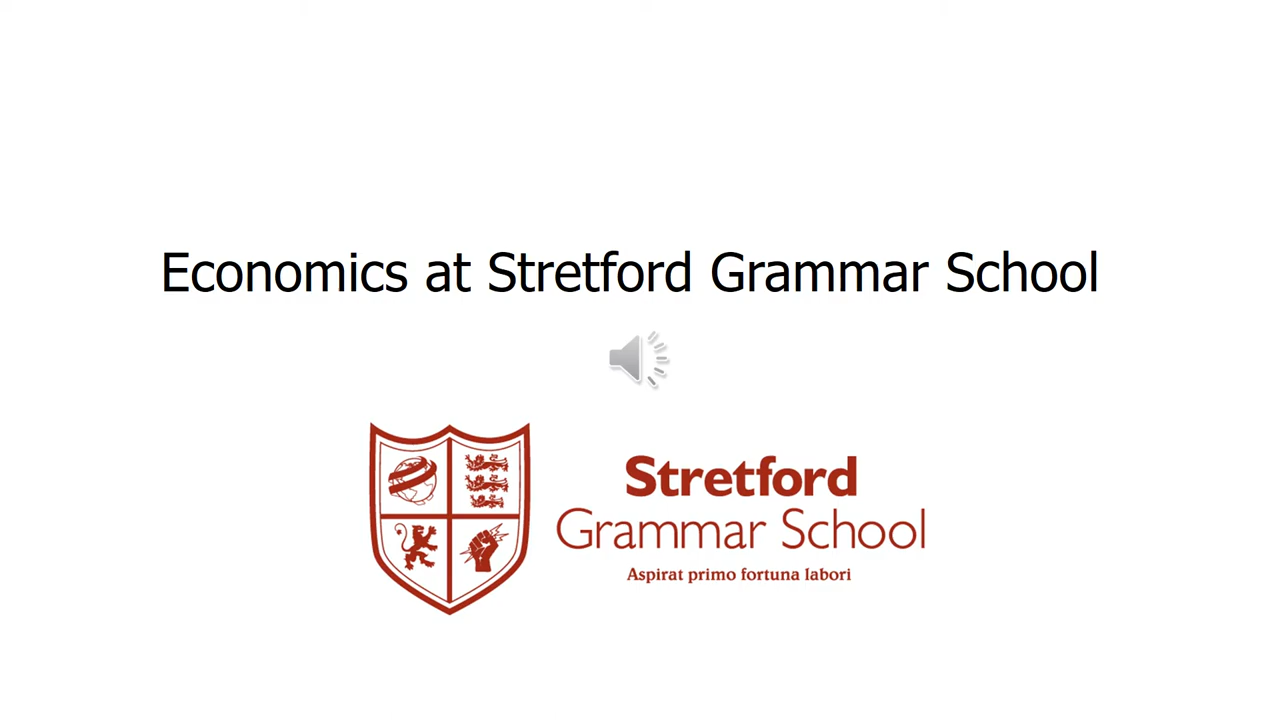 Economics at Stretford Grammar School
Stretford
Grammar School
Aspirat primo fortuna labori